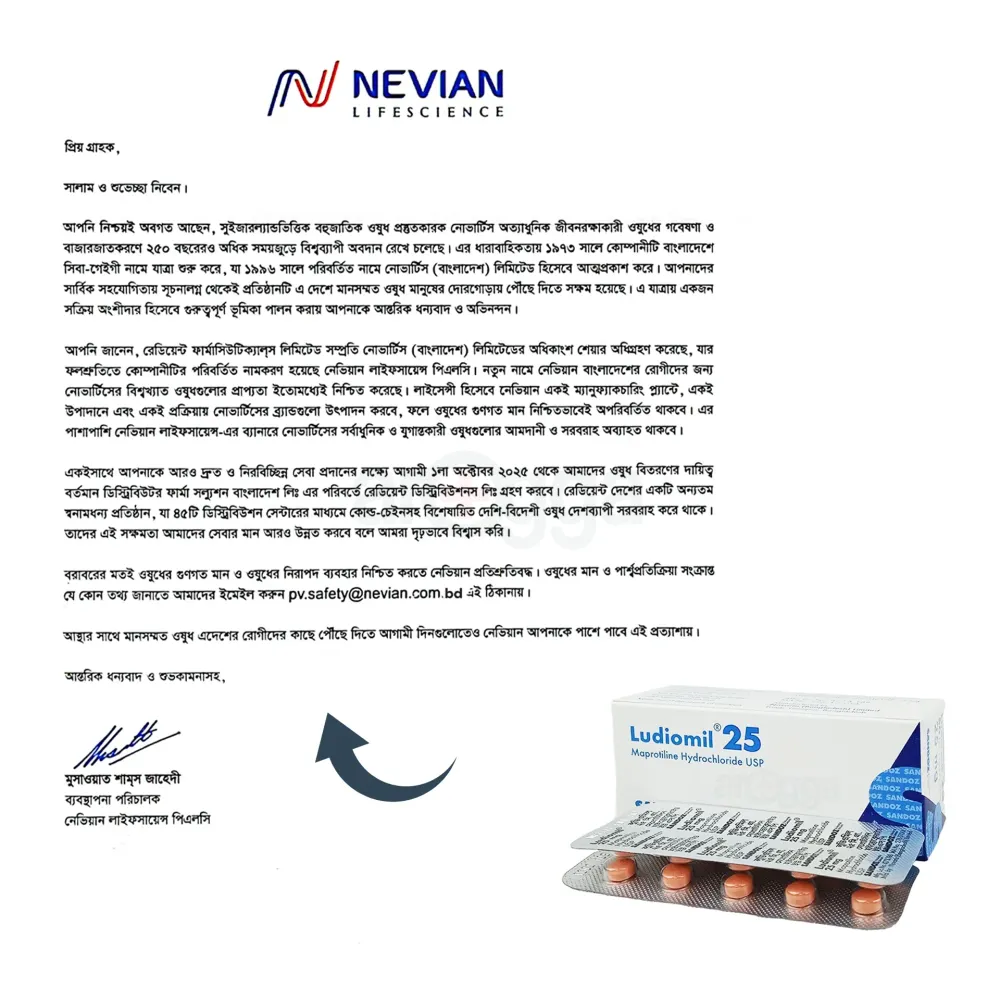 NEVIAN
LIFESCIENCE
প্রিয় গ্রাহক,
সালাম ও শুভেচ্ছা নিবেন।
আপনি নিশ্চয়ই অবগত আছেন, সুইজারল্যান্ডভিত্তিক বহুজাতিক ওষুধ প্রস্তুতকারক নোভার্টিস অত্যাধুনিক জীবনরক্ষাকারী ওষুধের গবেষণা ও
বাজারজাতকরণে ২৫০ বছরেরও অধিক সময়জুড়ে বিশ্বব্যাপী অবদান রেখে চলেছে। এর ধারাবাহিকতায় ১৯৭৩ সালে কোম্পানীটি বাংলাদেশে
সিবা-গেইগী নামে যাত্রা শুরু করে, যা ১৯৯৬ সালে পরিবর্তিত নামে নোভার্টিস (বাংলাদেশ) লিমিটেড হিসেবে আত্মপ্রকাশ করে। আপনাদের
সার্বিক সহযোগিতায় সূচনালগ্ন থেকেই প্রতিষ্ঠানটি এ দেশে মানসম্মত ওষুধ মানুষের দোরগোড়ায় পৌঁছে দিতে সক্ষম হয়েছে। এ যাত্রায় একজন
সক্রিয় অংশীদার হিসেবে গুরুত্বপূর্ণ ভূমিকা পালন করায় আপনাকে আন্তরিক ধন্যবাদ ও অভিনন্দন।
আপনি জানেন, রেডিয়েন্ট ফার্মাসিউটিক্যাল্স লিমিটেড সম্প্রতি নোভার্টিস (বাংলাদেশ) লিমিটেডের অধিকাংশ শেয়ার অধিগ্রহণ করেছে, যার
ফলশ্রুতিতে কোম্পানীটির পরিবর্তিত নামকরণ হয়েছে নেভিয়ান লাইফসায়েন্স পিএলসি। নতুন নামে নেভিয়ান বাংলাদেশের রোগীদের জন্য
নোভার্টিসের বিশ্বখ্যাত ওষুধগুলোর প্রাপ্যতা ইতোমধ্যেই নিশ্চিত করেছে। লাইসেন্সী হিসেবে নেভিয়ান একই ম্যানুফ্যাকচারিং প্ল্যান্টে, একই
উপাদানে এবং একই প্রক্রিয়ায় নোভার্টিসের ব্র্যান্ডগুলো উৎপাদন করবে, ফলে ওষুধের গুণগত মান নিশ্চিতভাবেই অপরিবর্তিত থাকবে। এর
পাশাপাশি নেভিয়ান লাইফসায়েন্স-এর ব্যানারে নোভার্টিসের সর্বাধুনিক ও যুগান্তকারী ওষুধগুলোর আমদানী ও সরবরাহ অব্যাহত থাকবে।
একইসাথে আপনাকে আরও দ্রুত ও নিরবিচ্ছিন্ন সেবা প্রদানের লক্ষ্যে আগামী ১লা অক্টোবর ২০২৫ থেকে আমাদের ওষুধ বিতরণের দায়িত্ব
বর্তমান ডিস্ট্রিবিউটর ফার্মা সল্যুশন বাংলাদেশ লিঃ এর পরিবর্তে রেডিয়েন্ট ডিস্ট্রিবিউশনস লিঃ গ্রহণ করবে। রেডিয়েন্ট দেশের একটি অন্যতম
স্বনামধন্য প্রতিষ্ঠান, যা ৪৫টি ডিস্ট্রিবিউশন সেন্টারের মাধ্যমে কোল্ড-চেইনসহ বিশেষায়িত দেশি-বিদেশী ওষুধ দেশব্যাপী সরবরাহ করে থাকে।
তাদের এই সক্ষমতা আমাদের সেবার মান আরও উন্নত করবে বলে আমরা দৃঢ়ভাবে বিশ্বাস করি।
বরাবরের মতই ওষুধের গুণগত মান ও ওষুধের নিরাপদ ব্যবহার নিশ্চিত করতে নেভিয়ান প্রতিশ্রুতিবদ্ধ। ওষুধের মান ও পার্শ্বপ্রতিক্রিয়া সংক্রান্ত
যে কোন তথ্য জানাতে আমাদের ইমেইল করুন pv.safety@nevian.com.bd এই ঠিকানায়।
আস্থার সাথে মানসম্মত ওষুধ এদেশের রোগীদের কাছে পৌঁছে দিতে আগামী দিনগুলোতেও নেভিয়ান আপনাকে পাশে পাবে এই প্রত্যাশায়।
আন্তরিক ধন্যবাদ ও শুভকামনাসহ,
মুসাওয়াত শাম্স জাহেদী
ব্যবস্থাপনা পরিচালক
নেভিয়ান লাইফসায়েন্স পিএলসি
Ludiomil® 25
Maprotiline Hydrochloride USP
SANDOZ
Ludiomil®
25 mg